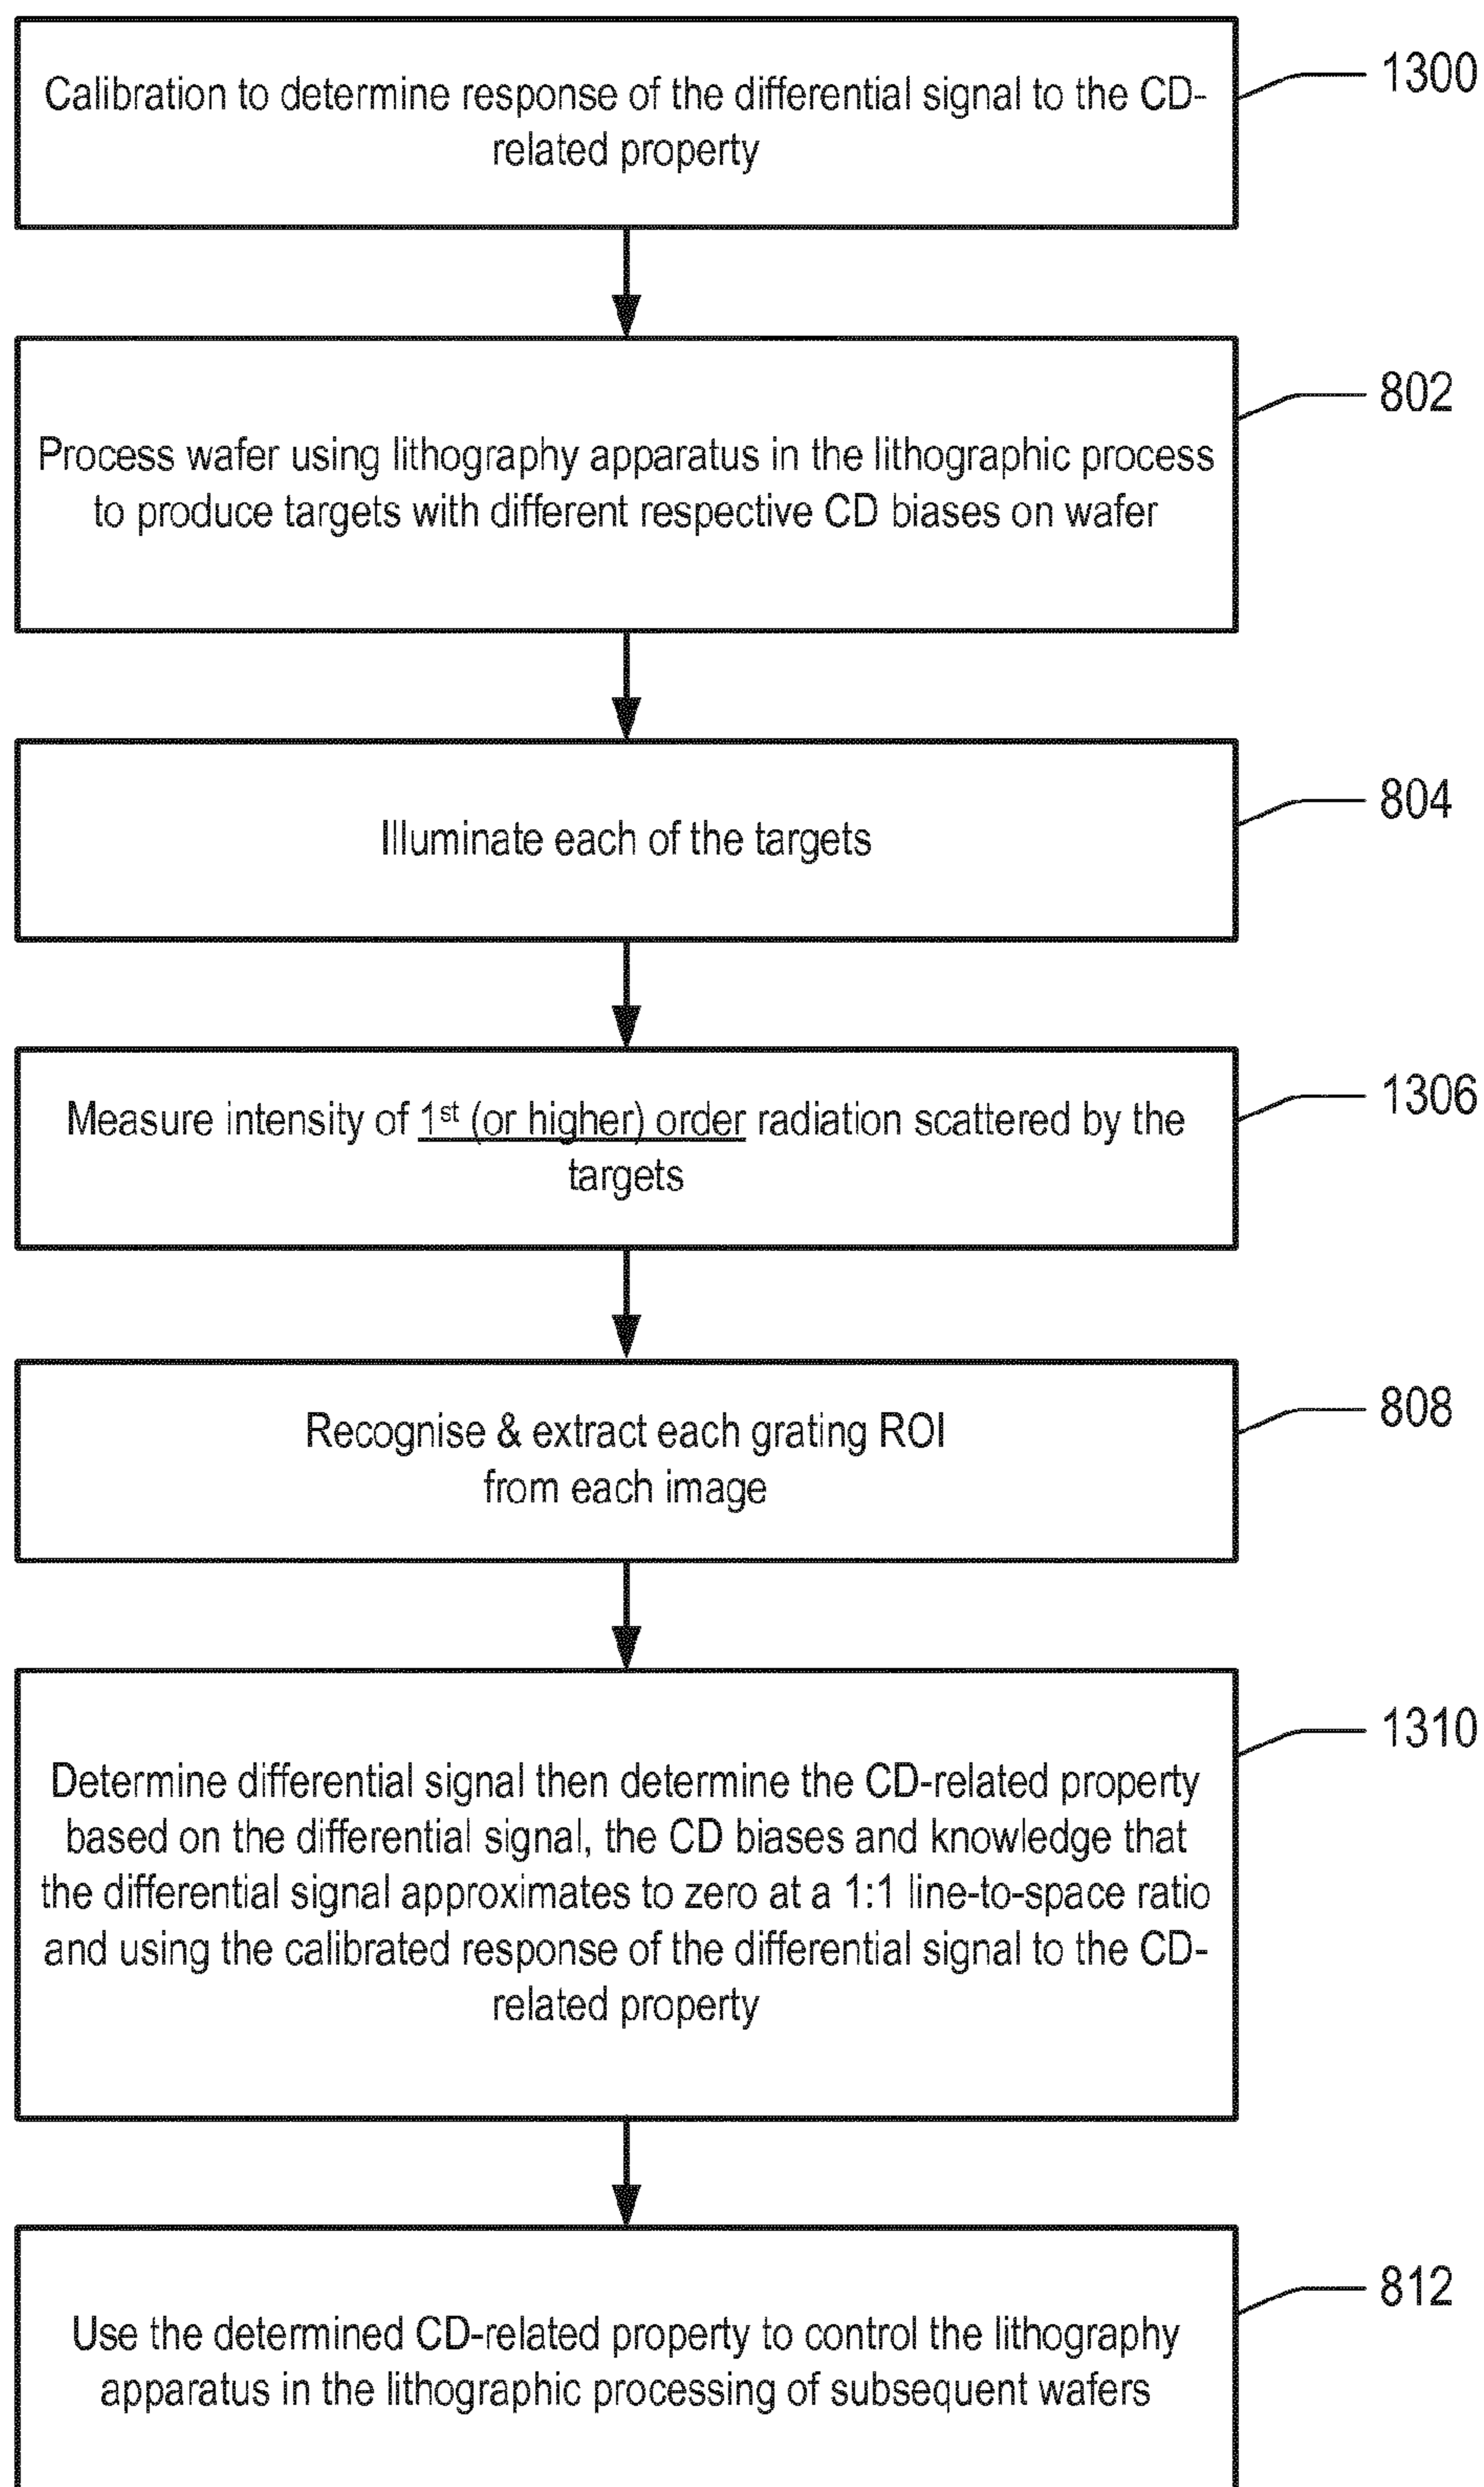 Calibration to determine response of the differential signal to the CD-
related property
1300
Process wafer using lithography apparatus in the lithographic process
to produce targets with different respective CD biases on wafer
802
Illuminate each of the targets
804
Measure intensity of 1st (or higher) order radiation scattered by the
targets
1306
Recognise & extract each grating ROI
from each image
808
Determine differential signal then determine the CD-related property
based on the differential signal, the CD biases and knowledge that
the differential signal approximates to zero at a 1:1 line-to-space ratio
and using the calibrated response of the differential signal to the CD-
related property
1310
Use the determined CD-related property to control the lithography
apparatus in the lithographic processing of subsequent wafers
812